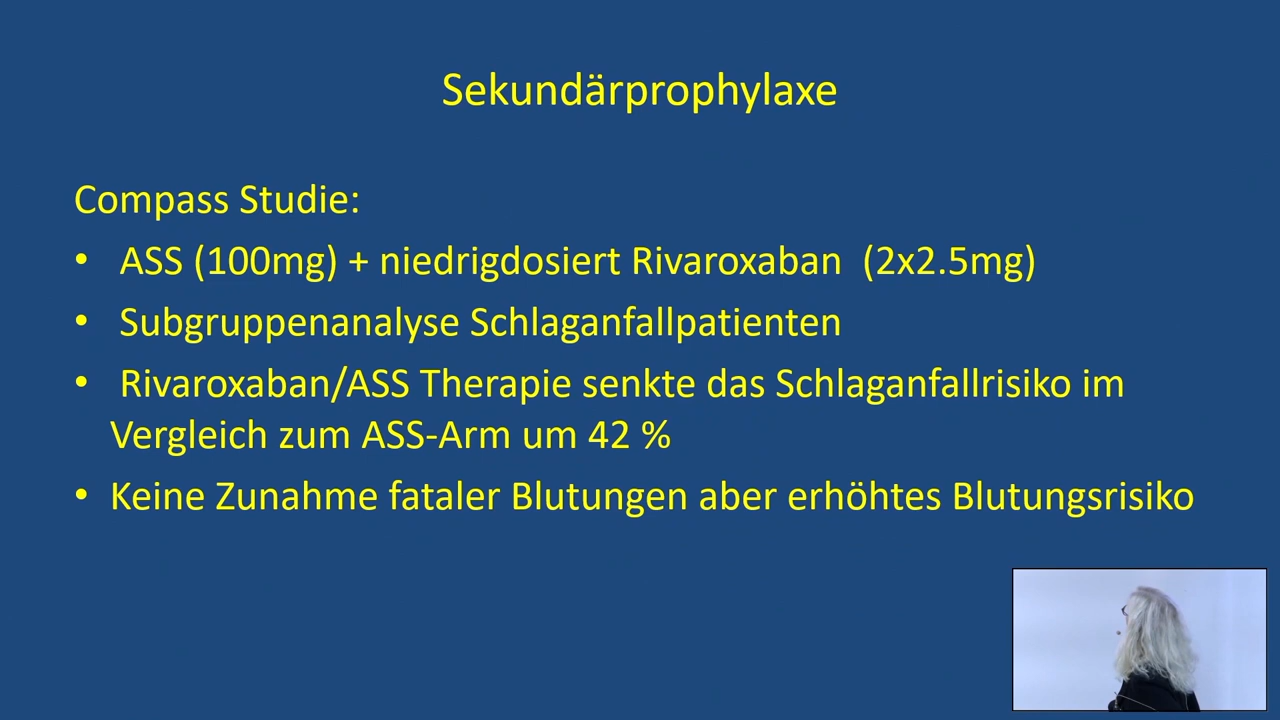 Sekundärprophylaxe
Compass Studie:
• ASS (100mg) + niedrigdosiert Rivaroxaban (2x2.5mg)
• Subgruppenanalyse Schlaganfallpatienten
• Rivaroxaban/ASS Therapie senkte das Schlaganfallrisiko im
Vergleich zum ASS-Arm um 42 %
• Keine Zunahme fataler Blutungen aber erhöhtes Blutungsrisiko